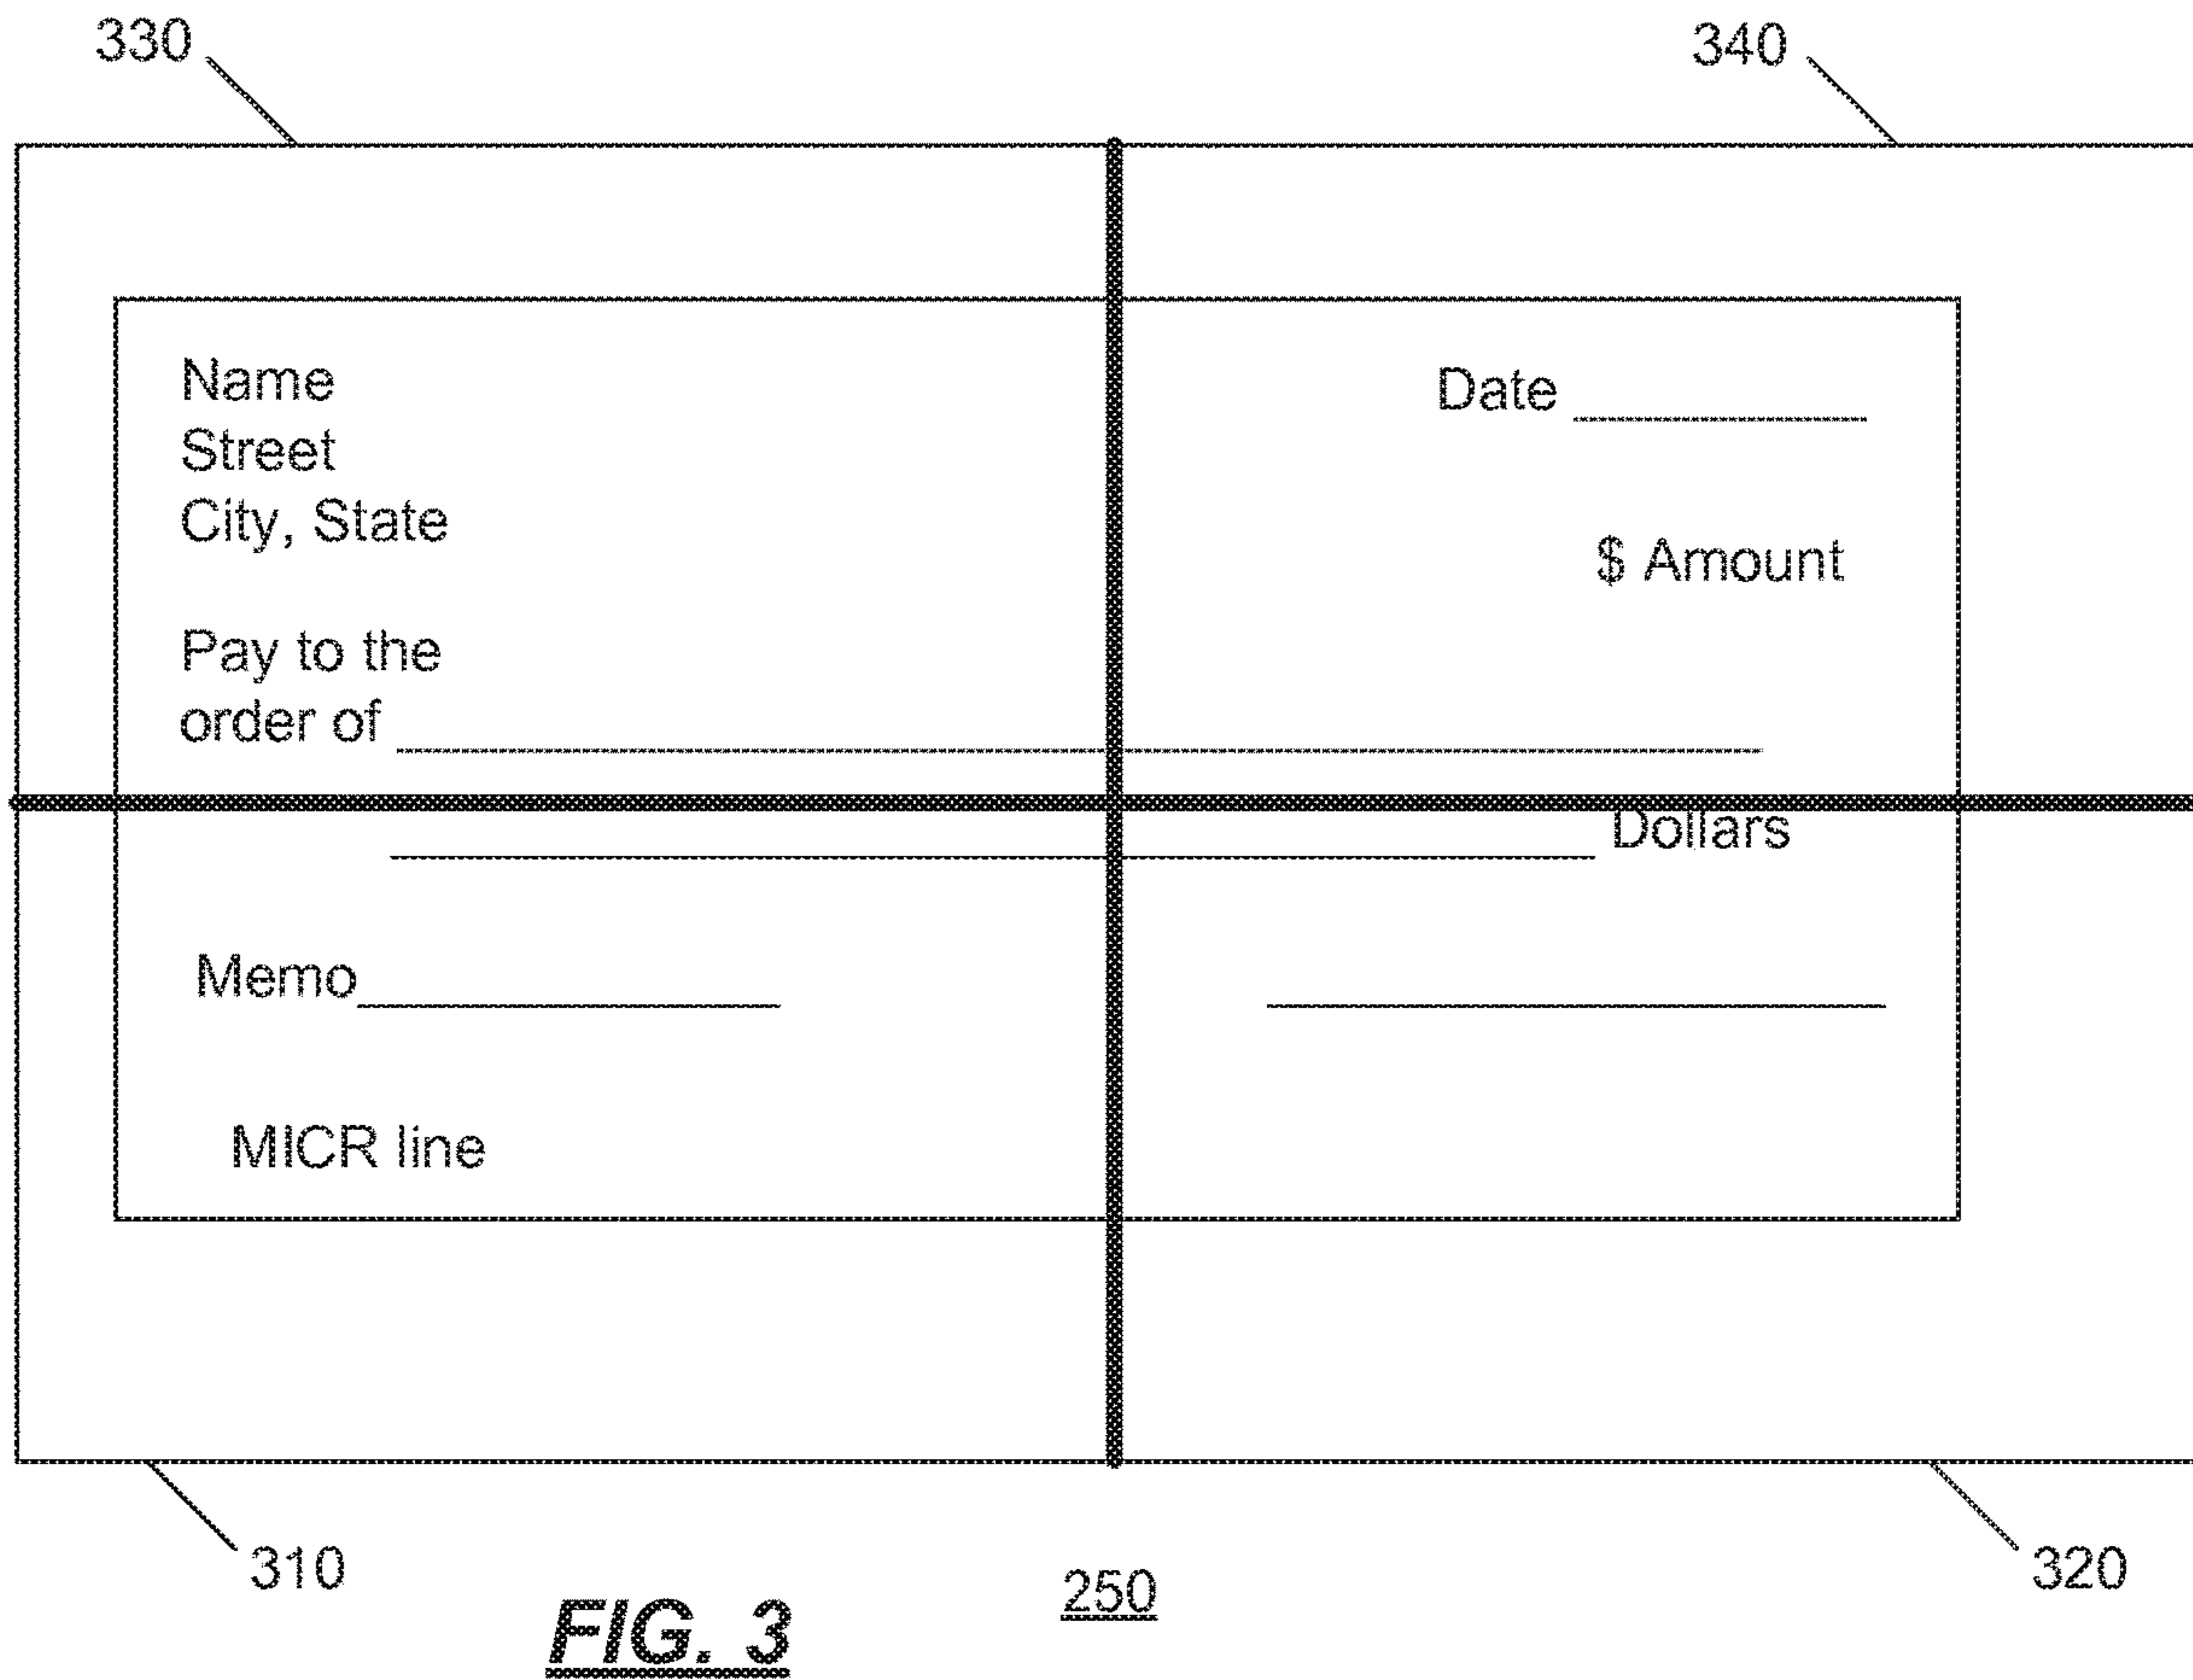 330 340
Name
Date
Street
City, State
$ Amount
Pay to the
order of
Dollars
Memo
MICR line
310 320
FIG. 3 250